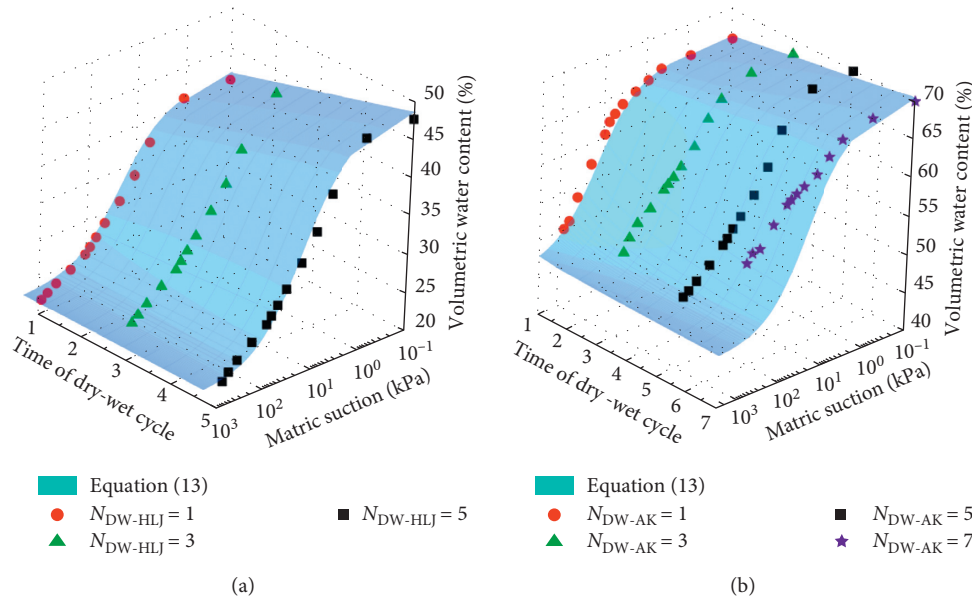 50
45
40
35
30
25
20
Volumetric water content (%)
1
2
3
4
5
Time of dry -wet cycle
10³
10²
10¹
10⁰
10⁻¹
Matric suction (kPa)
Equation (13)
N_DW-HLJ = 1
N_DW-HLJ = 3
N_DW-HLJ = 5
(a)
70
65
60
55
50
45
40
Volumetric water content (%)
1
2
3
4
5
6
7
Time of dry -wet cycle
10³
10²
10¹
10⁰
10⁻¹
Matric suction (kPa)
Equation (13)
N_DW-AK = 1
N_DW-AK = 3
N_DW-AK = 5
N_DW-AK = 7
(b)